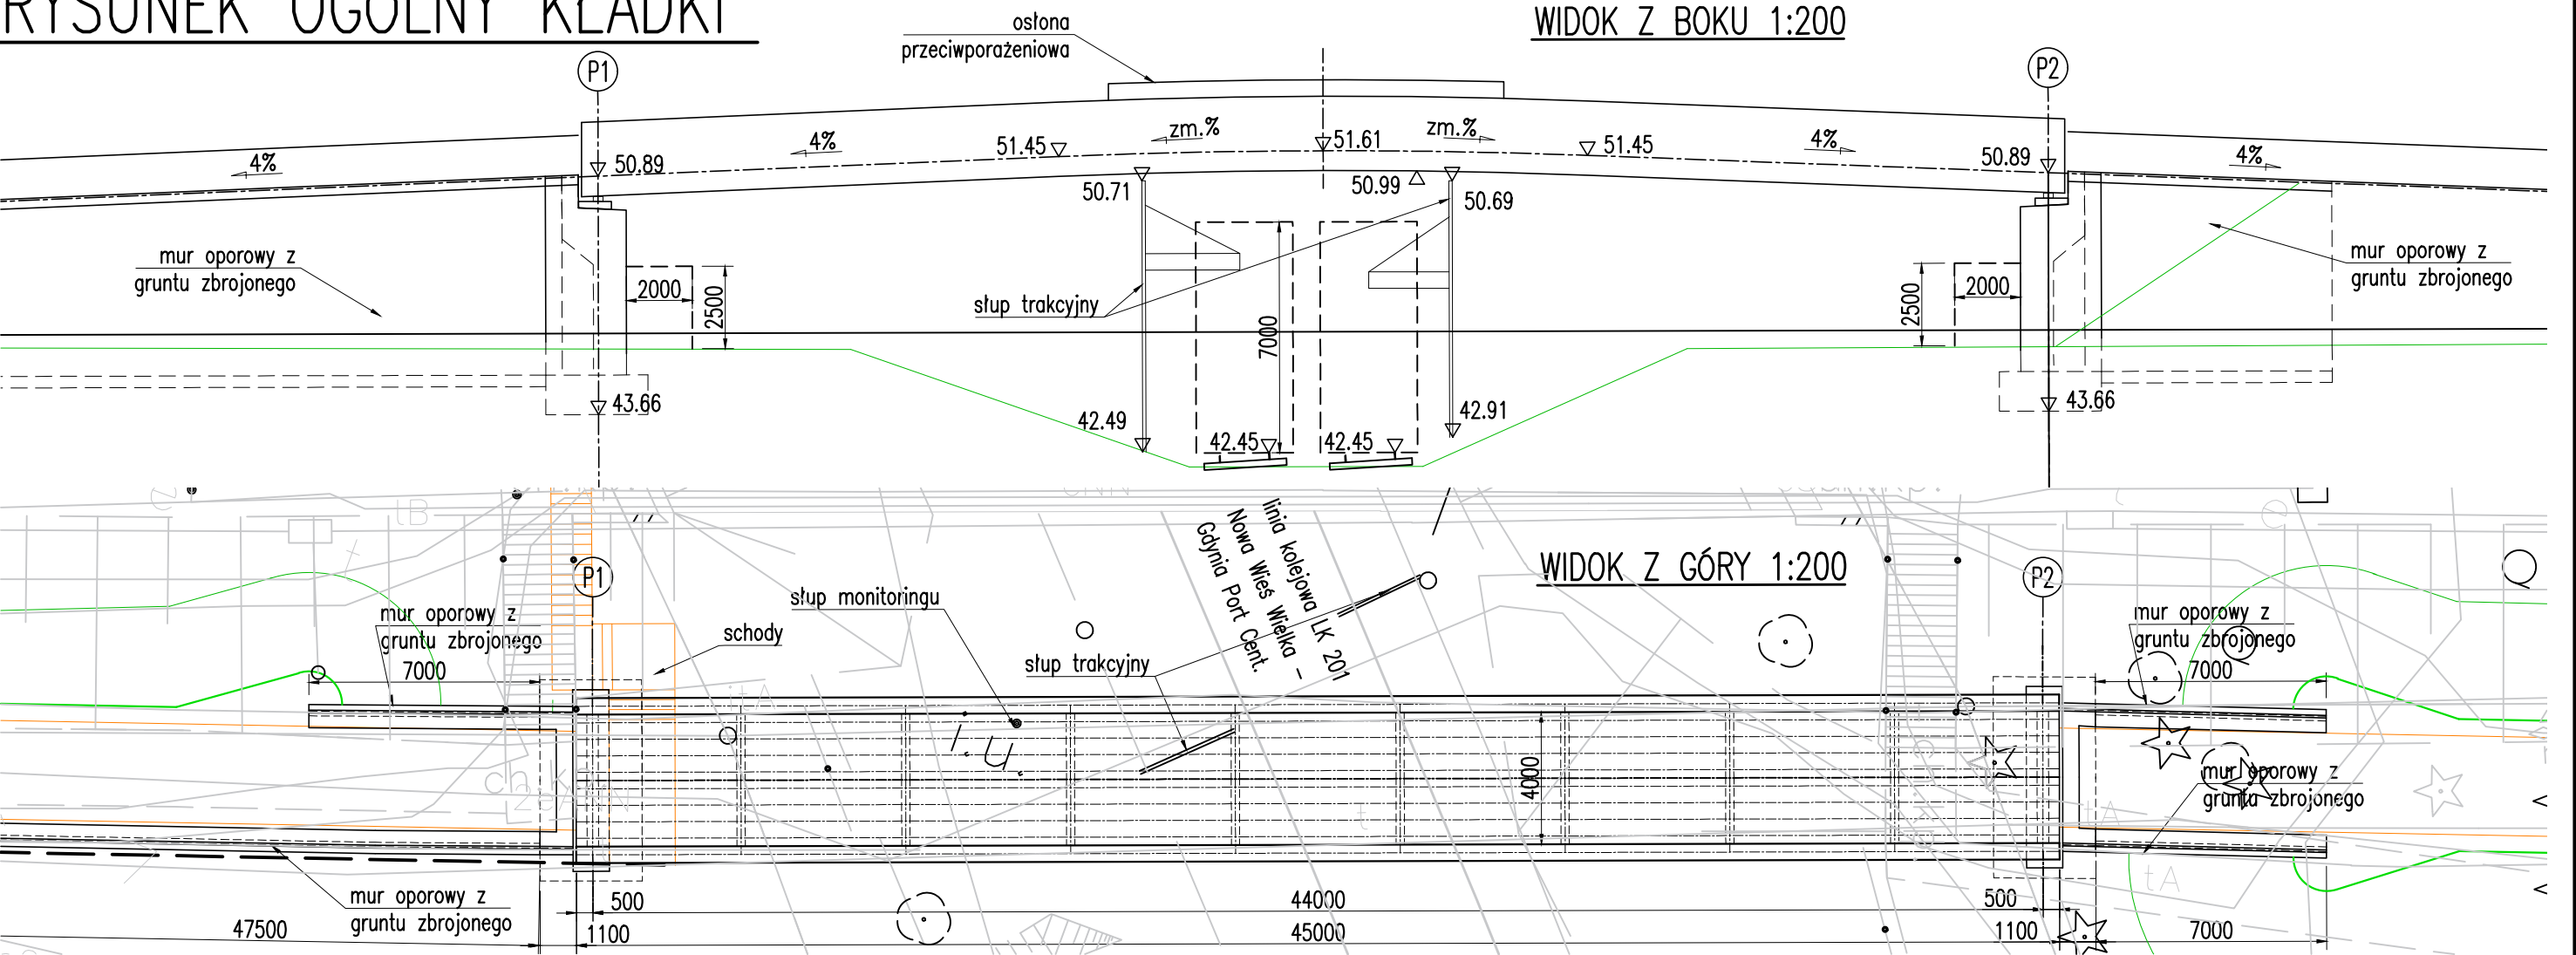 RYSUNEK OGÓLNY KŁADKI
WIDOK Z BOKU 1:200
osłona
przeciwporażeniowa
P1
P2
4%
50.89
4%
51.45
zm.%
51.61
zm.%
51.45
4%
50.89
4%
50.71
50.99
50.69
mur oporowy z
gruntu zbrojonego
2000
2500
słup trakcyjny
7000
2500
2000
mur oporowy z
gruntu zbrojonego
43.66
42.49
42.45
42.45
42.91
43.66
tB
WIDOK Z GÓRY 1:200
P1
P2
linia kolejowa LK 201
Nowa Wieś Wielka -
Gdynia Port Cent.
słup monitoringu
schody
słup trakcyjny
mur oporowy z
gruntu zbrojonego
7000
mur oporowy z
gruntu zbrojonego
7000
itA
4000
t
mur oporowy z
gruntu zbrojonego
tA
tA
mur oporowy z
gruntu zbrojonego
500
44000
500
47500
1100
45000
1100
7000